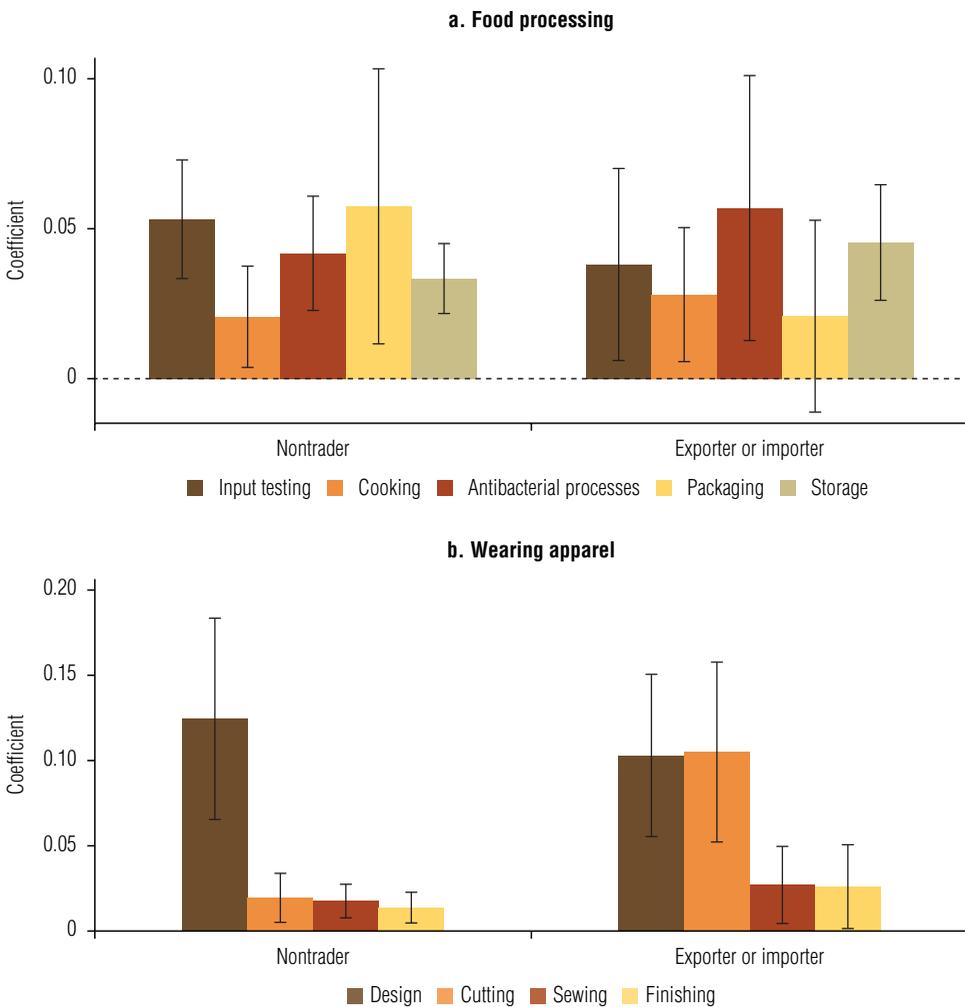 a. Food processing
0.10
0.05
0
Coefficient
Nontrader
Exporter or importer
Input testing Cooking Antibacterial processes Packaging Storage
b. Wearing apparel
0.20
0.15
0.10
0.05
0
Coefficient
Nontrader
Exporter or importer
Design Cutting Sewing Finishing